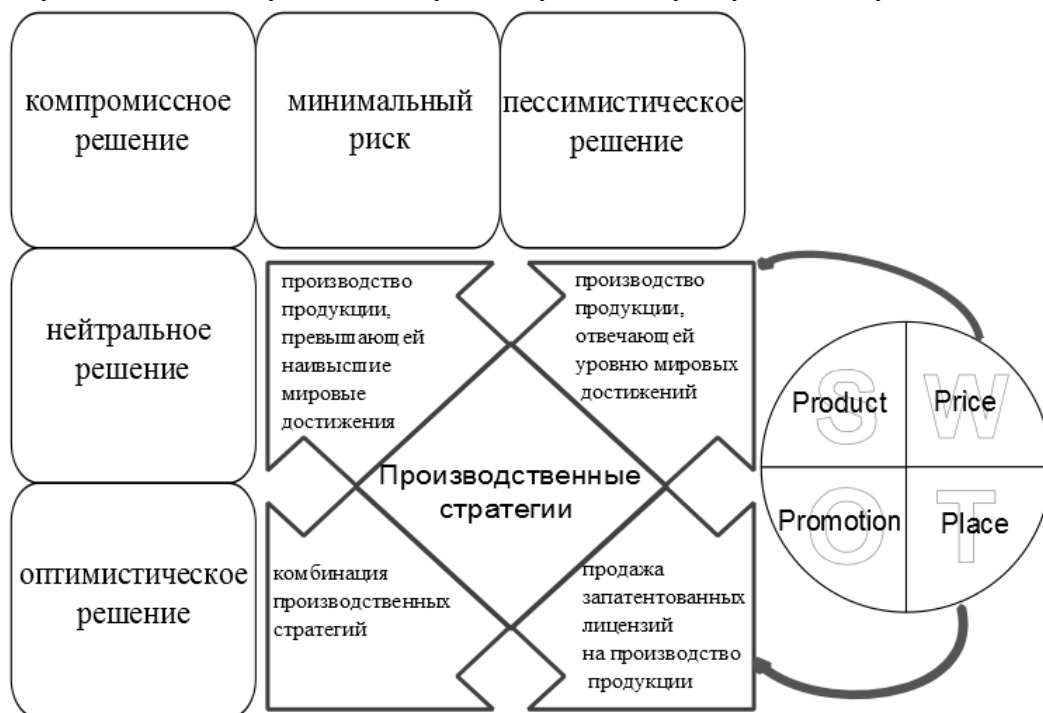 компромиссное
решение
минимальный
риск
пессимистическое
решение
нейтральное
решение
производство
продукции,
превышающей
наивысшие
мировые
достижения
производство
продукции,
отвечающей
уровню мировых
достижений
Производственные
стратегии
S
W
O
T
Product
Price
Promotion
Place
оптимистическое
решение
комбинация
производственных
стратегий
продажа
запатентованных
лицензий
на производство
продукции